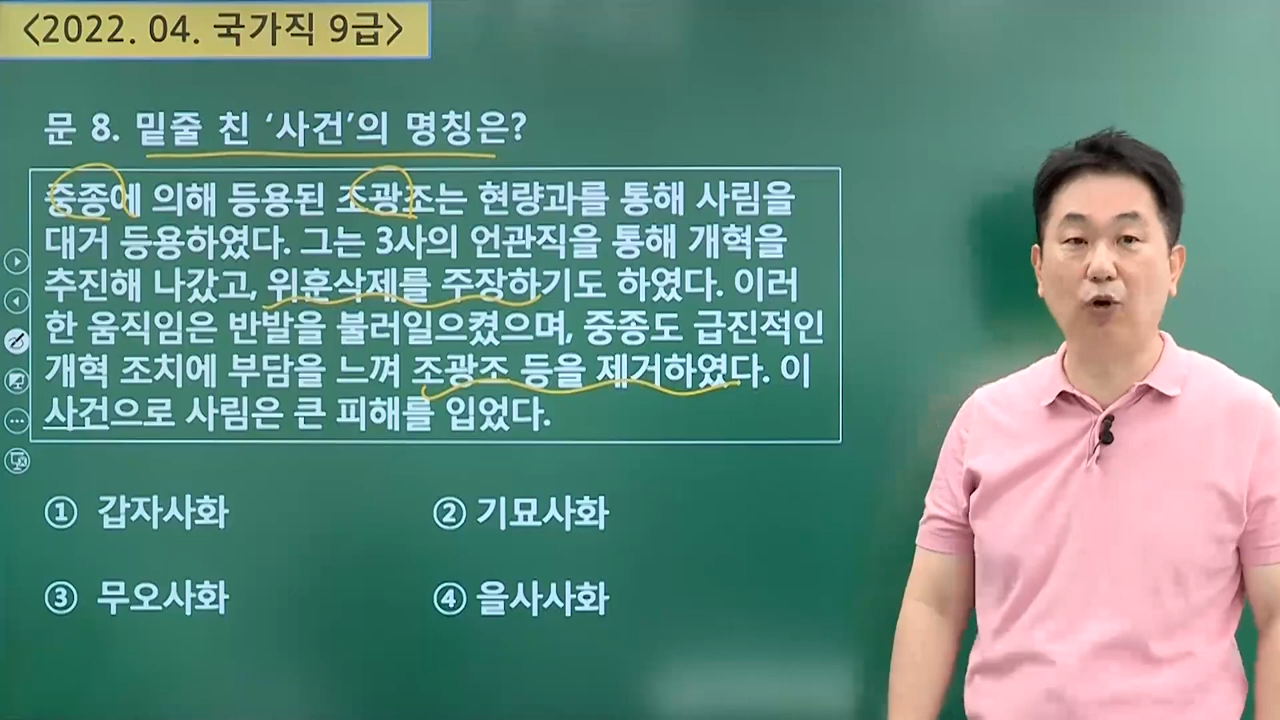 <2022. 04. 국가직 9급>
문 8. 밑줄 친 ‘사건’의 명칭은?
중종에 의해 등용된 조광조는 현량과를 통해 사림을
대거 등용하였다. 그는 3사의 언관직을 통해 개혁을
추진해 나갔고, 위훈삭제를 주장하기도 하였다. 이러
한 움직임은 반발을 불러일으켰으며, 중종도 급진적인
개혁 조치에 부담을 느껴 조광조 등을 제거하였다. 이
사건으로 사림은 큰 피해를 입었다.
① 갑자사화
② 기묘사화
③ 무오사화
④ 을사사화